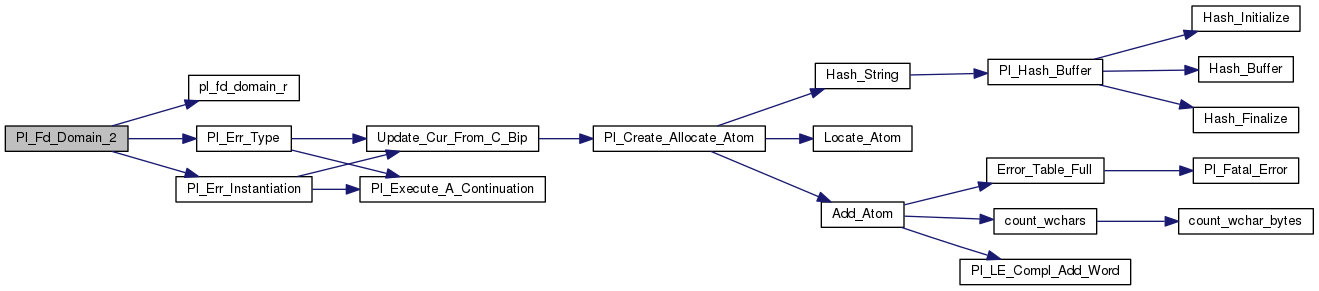 Pl_Fd_Domain_2
pl_fd_domain_r
Pl_Err_Type
Pl_Err_Instantiation
Update_Cur_From_C_Bip
Pl_Execute_A_Continuation
Pl_Create_Allocate_Atom
Hash_String
Locate_Atom
Add_Atom
Pl_Hash_Buffer
Hash_Initialize
Hash_Buffer
Hash_Finalize
Error_Table_Full
Pl_Fatal_Error
count_wchars
count_wchar_bytes
Pl_LE_Compl_Add_Word